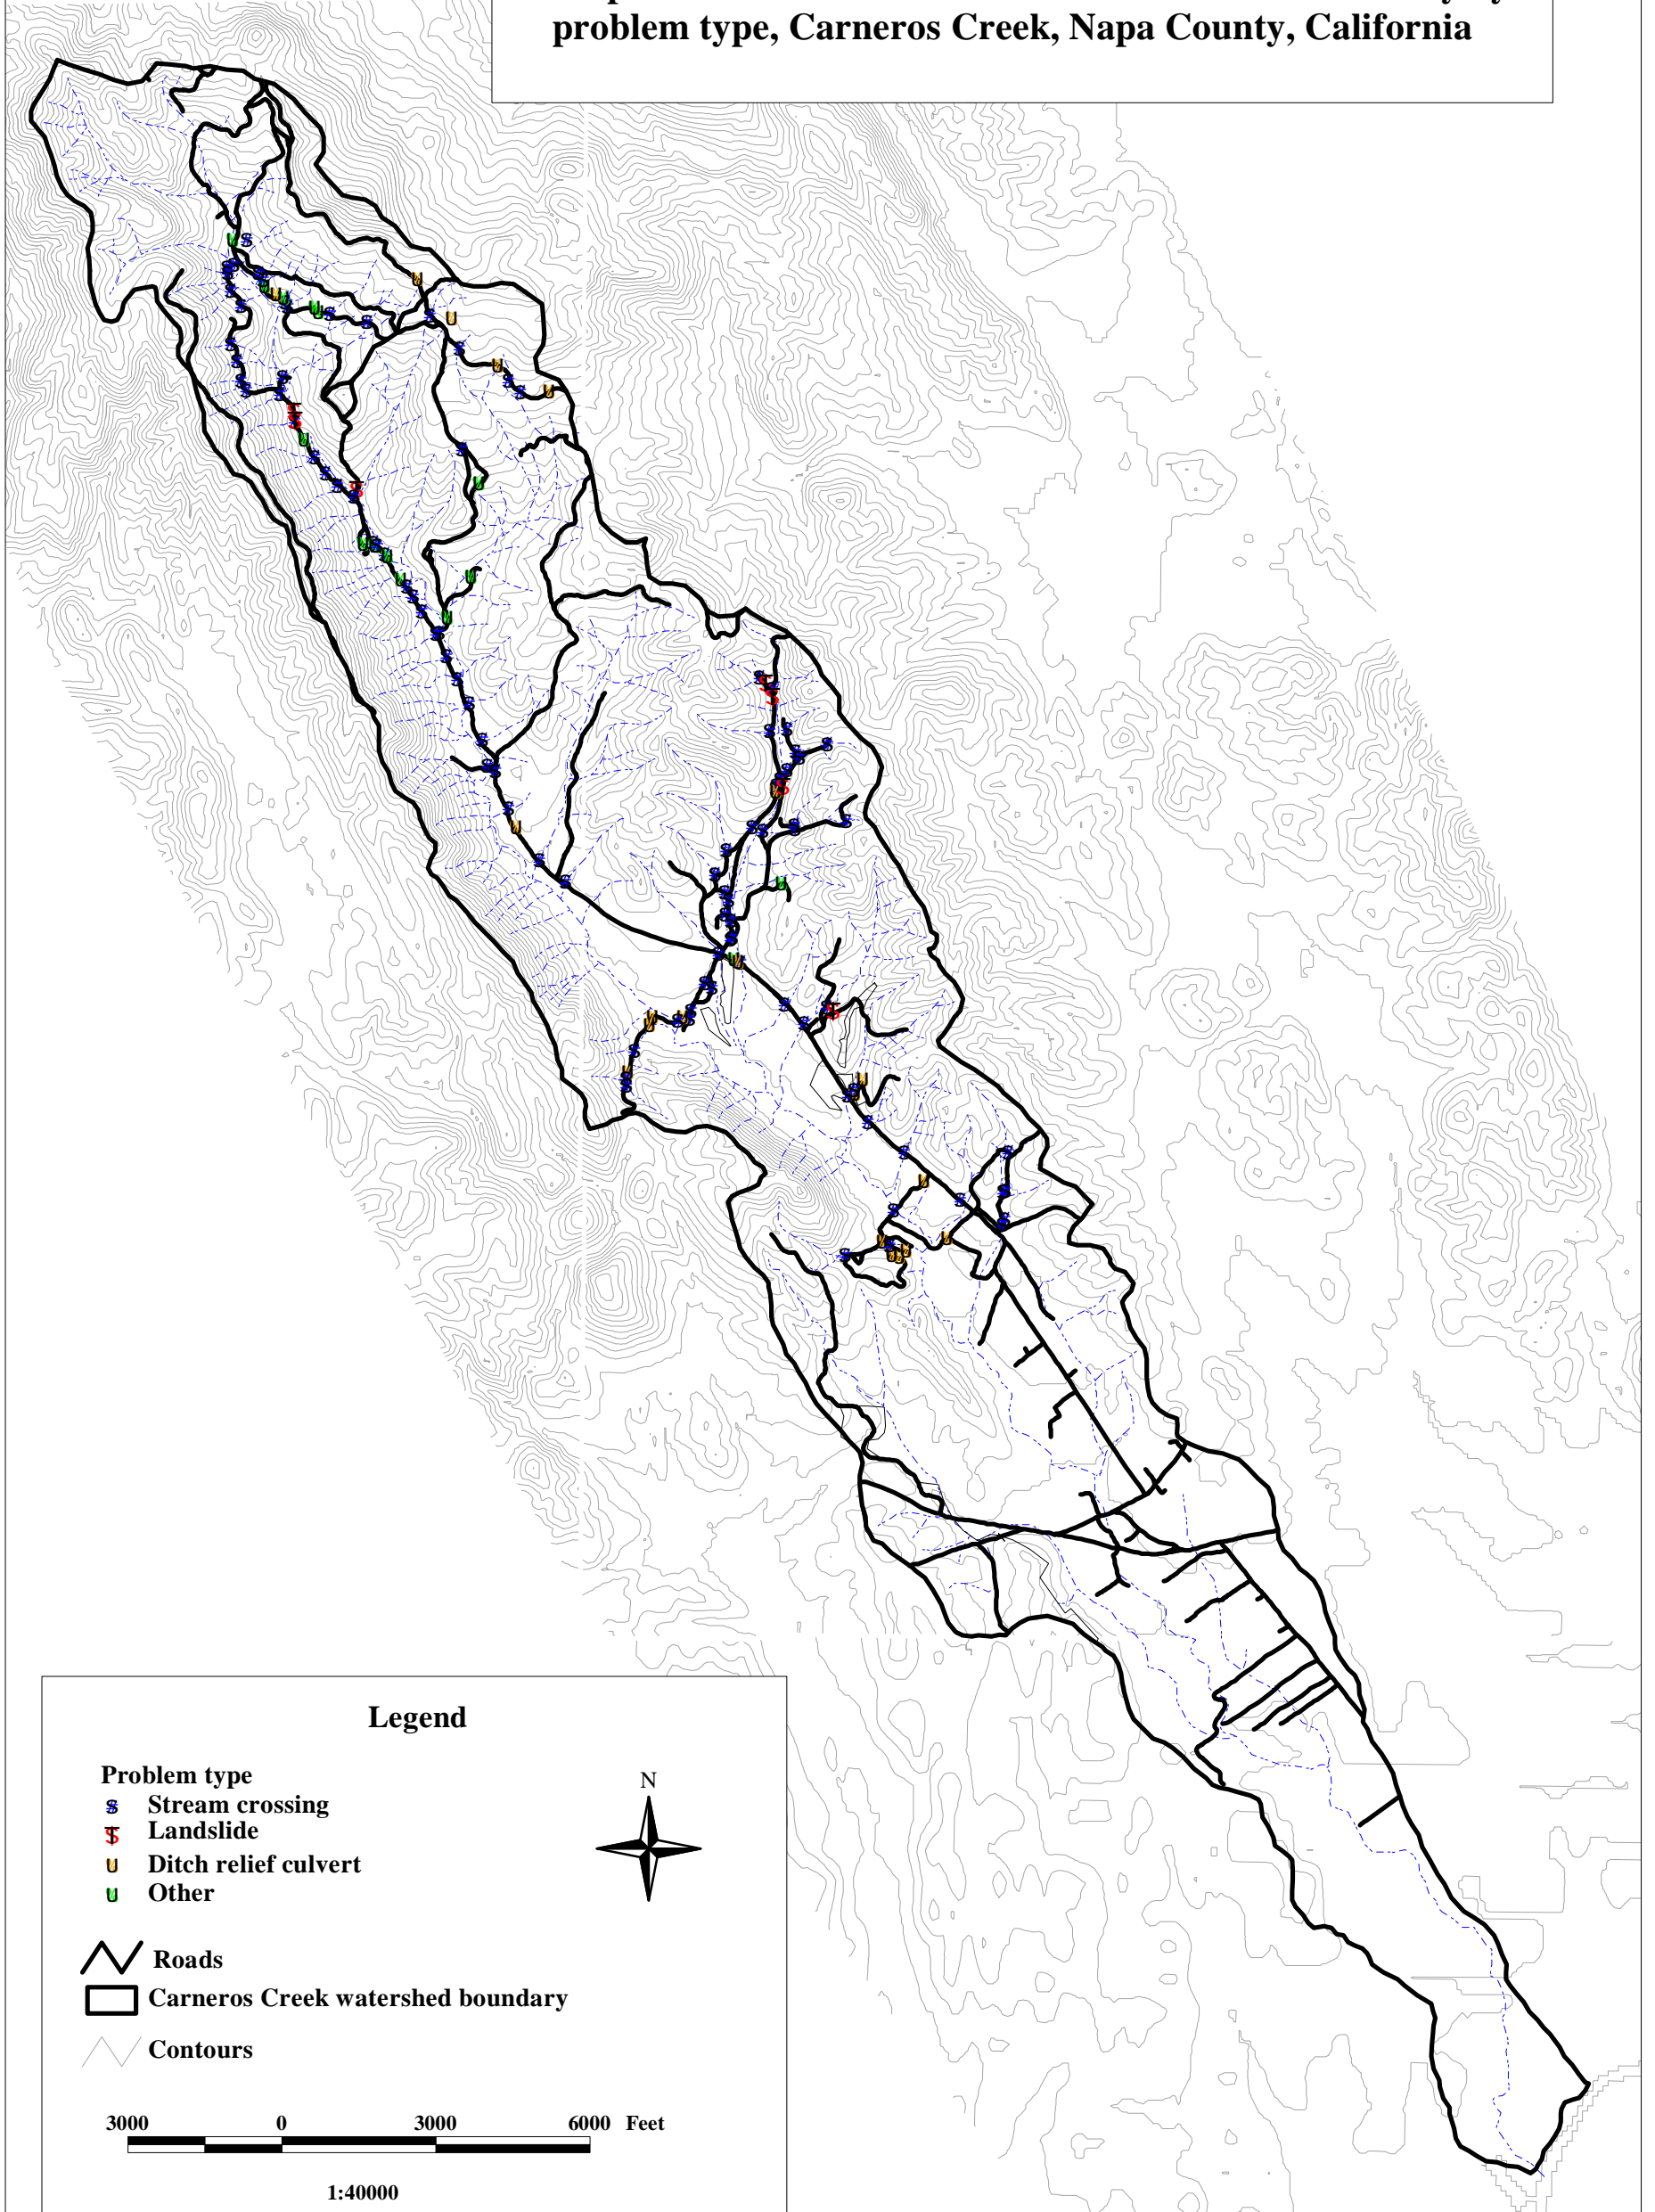 problem type, Carneros Creek, Napa County, California
Legend
Problem type
Stream crossing
Landslide
Ditch relief culvert
Other
N
Roads
Carneros Creek watershed boundary
Contours
3000 0 3000 6000 Feet
1:40000